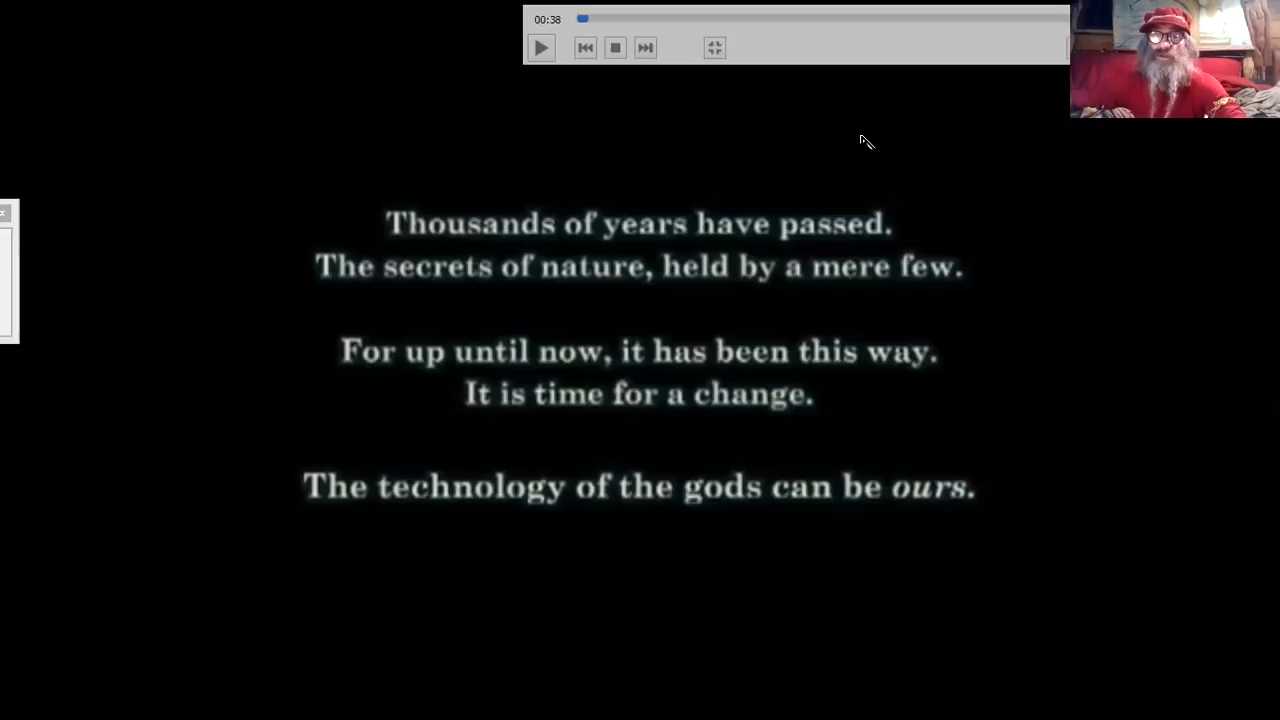 00:38
Thousands of years have passed.
The secrets of nature, held by a mere few.
For up until now, it has been this way.
It is time for a change.
The technology of the gods can be ours.